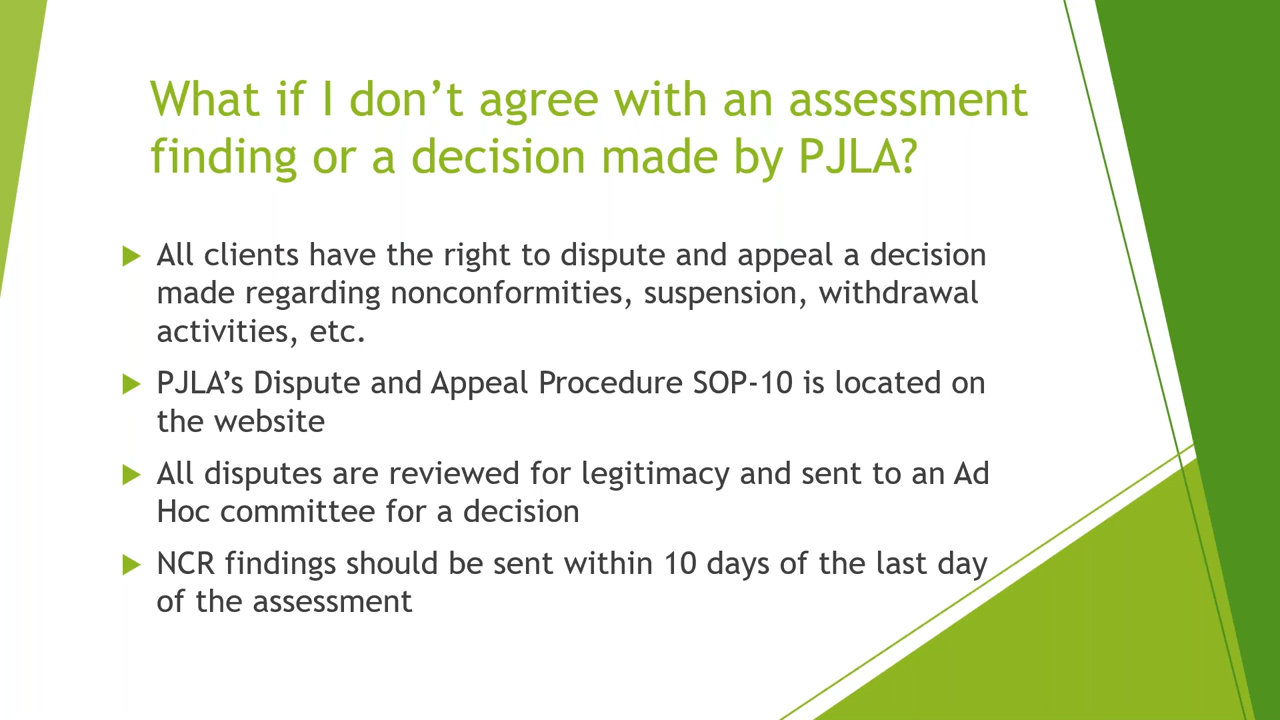 What if I don’t agree with an assessment
finding or a decision made by PJLA?
All clients have the right to dispute and appeal a decision
made regarding nonconformities, suspension, withdrawal
activities, etc.
PJLA’s Dispute and Appeal Procedure SOP-10 is located on
the website
All disputes are reviewed for legitimacy and sent to an Ad
Hoc committee for a decision
NCR findings should be sent within 10 days of the last day
of the assessment